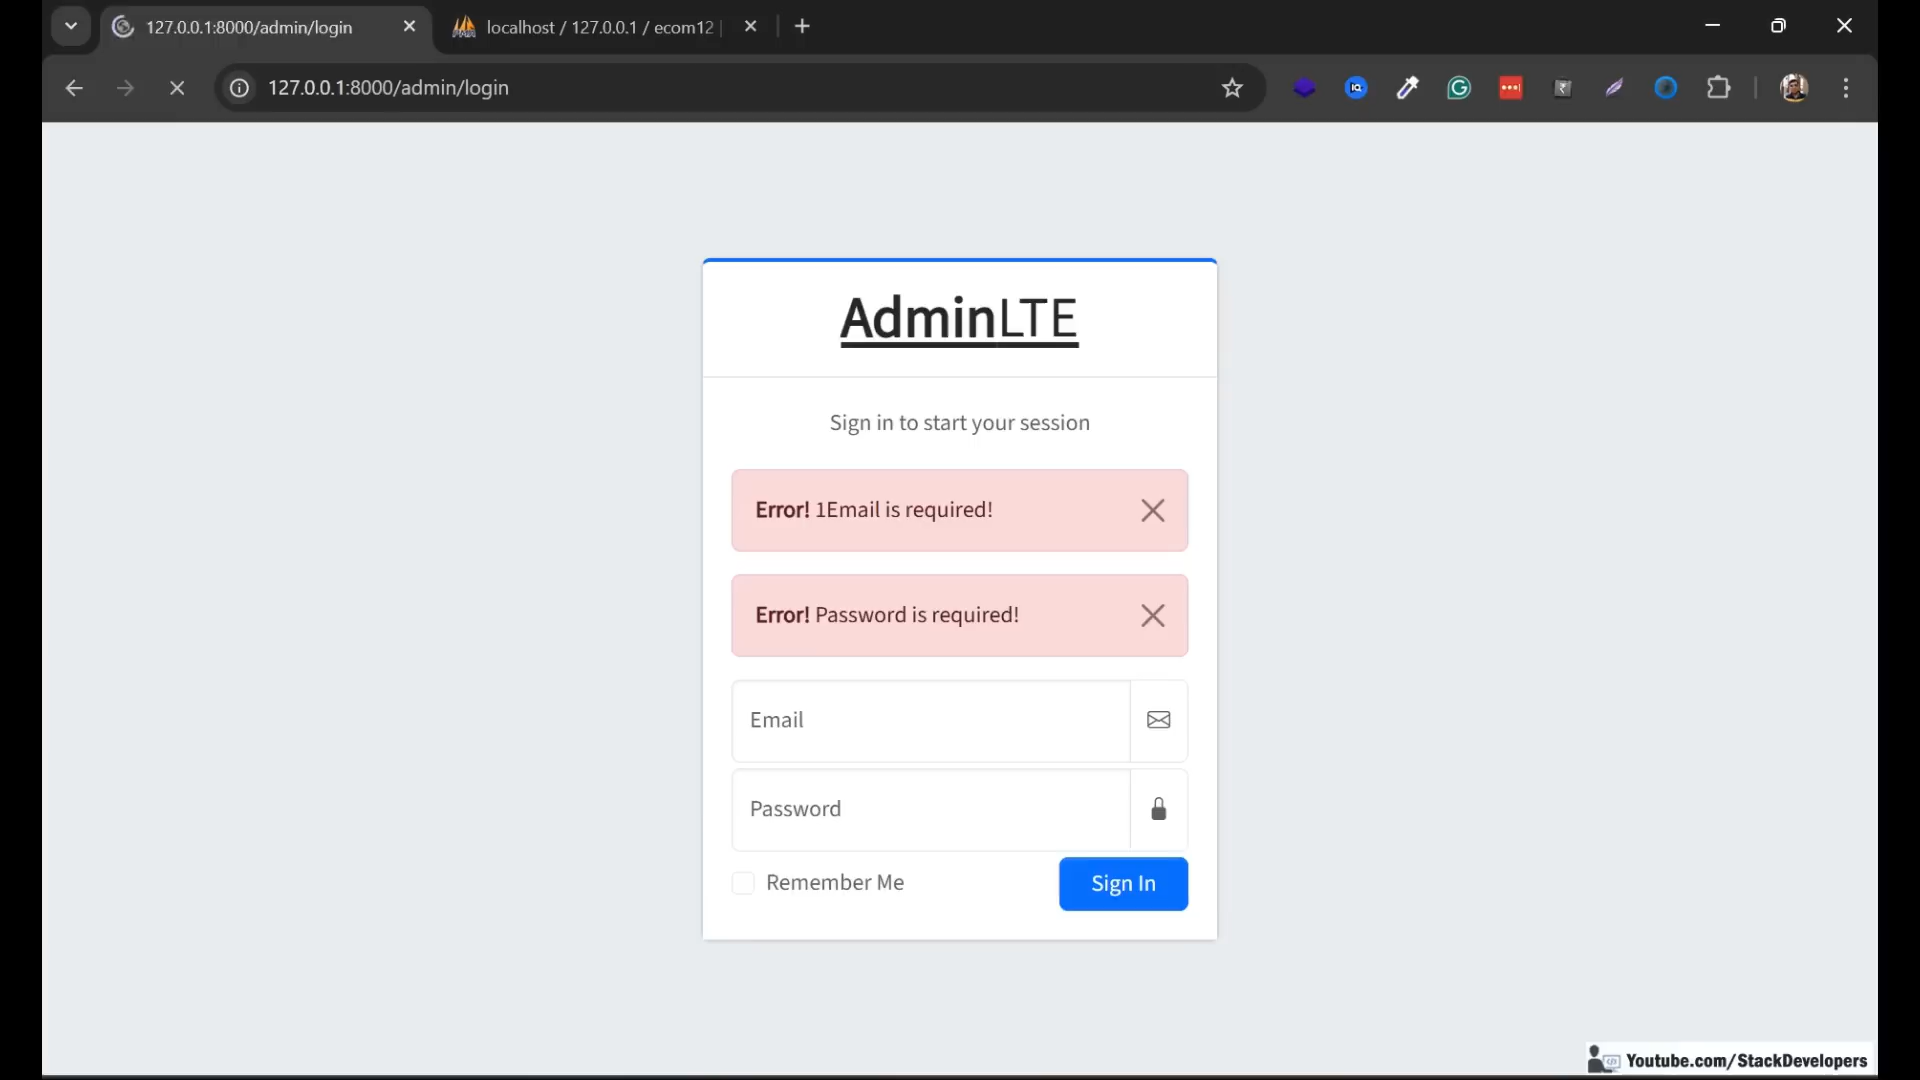 127.0.0.1:8000/admin/login
localhost / 127.0.0.1 / ecom12 |
127.0.0.1:8000/admin/login
AdminLTE
Sign in to start your session
Error! 1Email is required!
Error! Password is required!
Email
Password
Remember Me
Sign In
Youtube.com/StackDevelopers